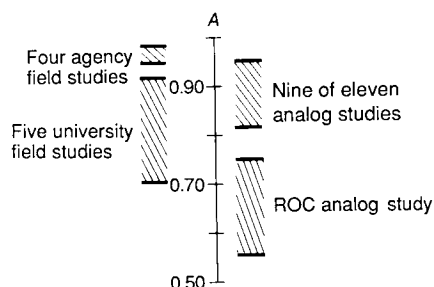 A
Four agency
field studies
0.90
Nine of eleven
analog studies
Five university
field studies
0.70
ROC analog study
0.50